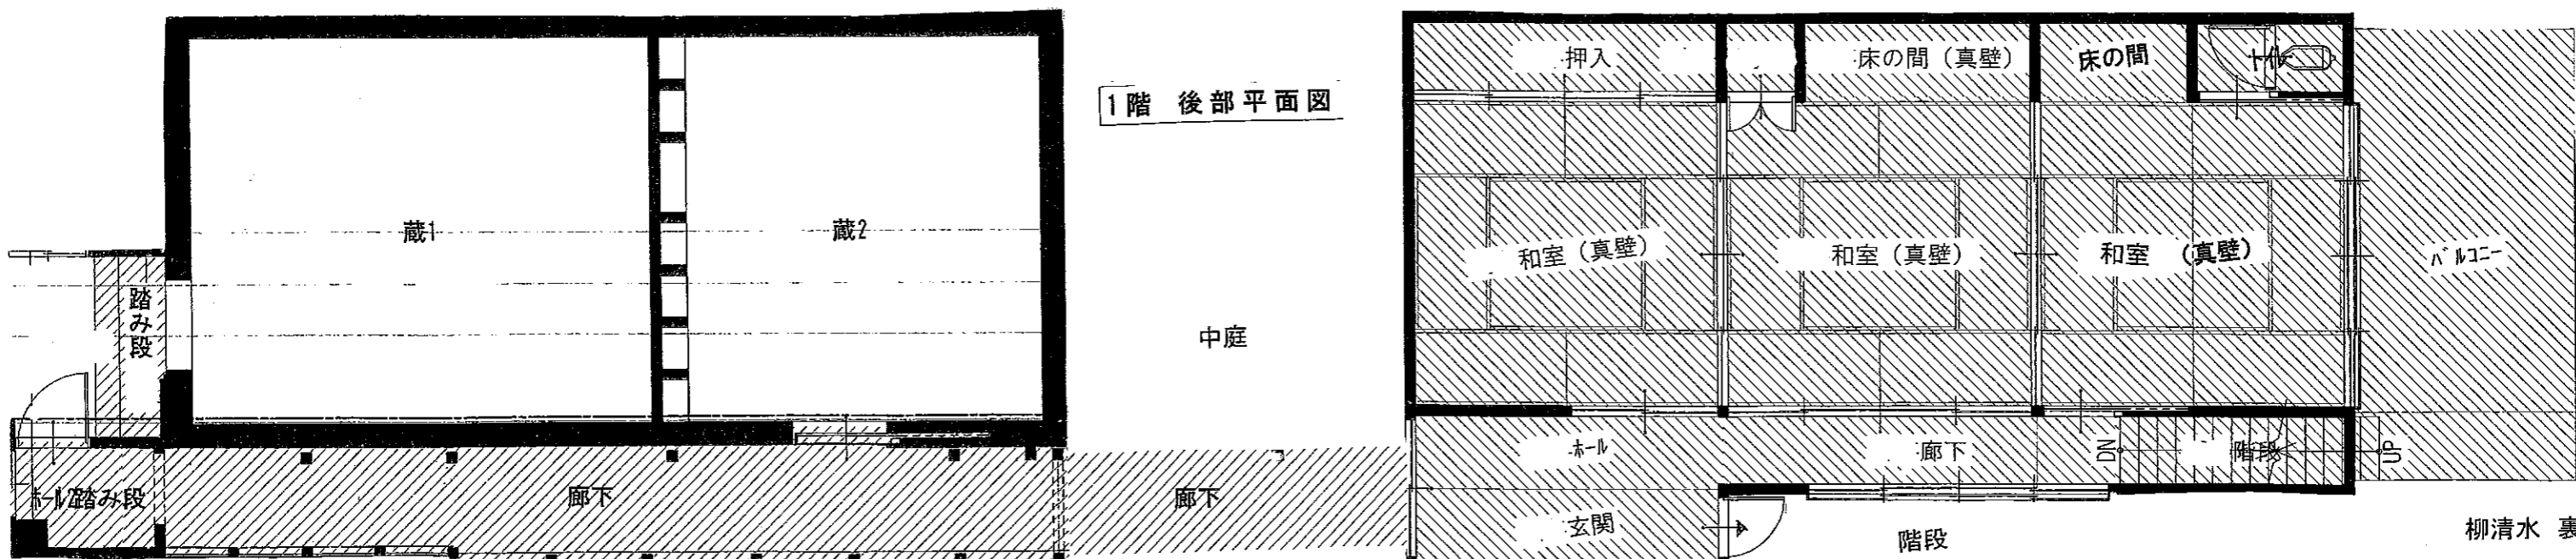 1階 後部平面図
蔵1
蔵2
踏み段
ホール2
踏み段
廊下
中庭
廊下
押入
床の間（真壁）
床の間
トイレ
和室（真壁）
和室（真壁）
和室（真壁）
バルコニー
ホール
廊下
DN
階段
UP
玄関
階段
柳清水 裏